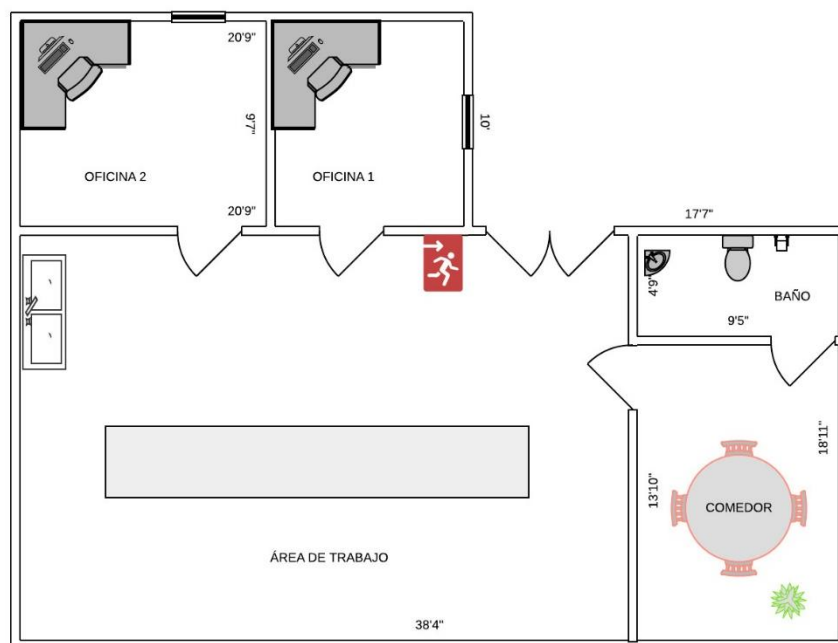 20'9"
9'7"
10'
OFICINA 2
OFICINA 1
20'9"
17'7"
4'9"
BAÑO
9'5"
18'11"
13'10"
COMEDOR
ÁREA DE TRABAJO
38'4"